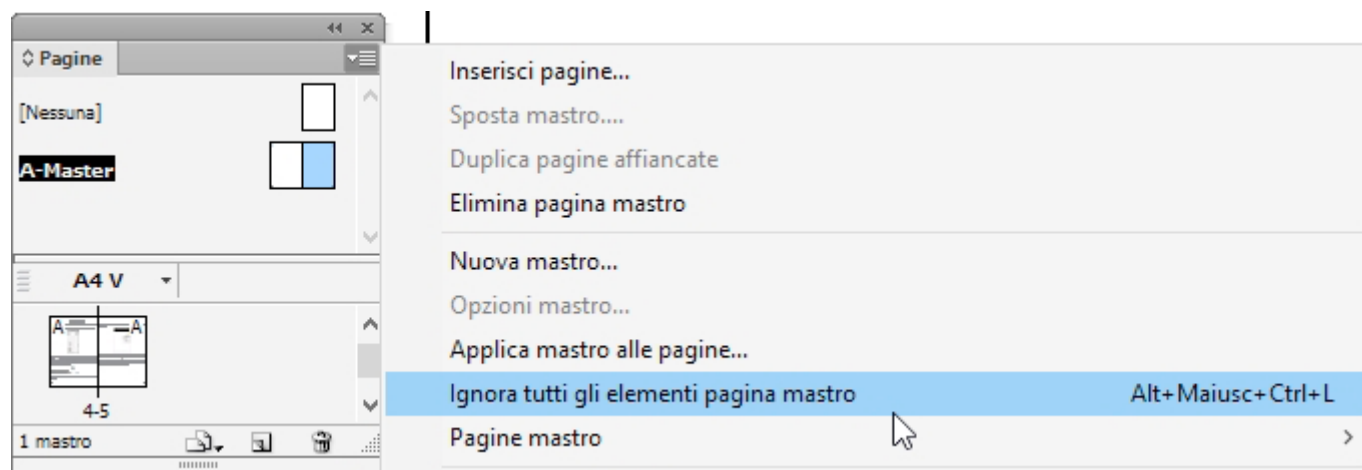 Pagine
[Nessuna]
A-Master
A4 V
A A
4-5
1 mastro
Inserisci pagine...
Sposta mastro....
Duplica pagine affiancate
Elimina pagina mastro
Nuova mastro...
Opzioni mastro...
Applica mastro alle pagine...
Ignora tutti gli elementi pagina mastro Alt+Maiusc+Ctrl+L
Pagine mastro